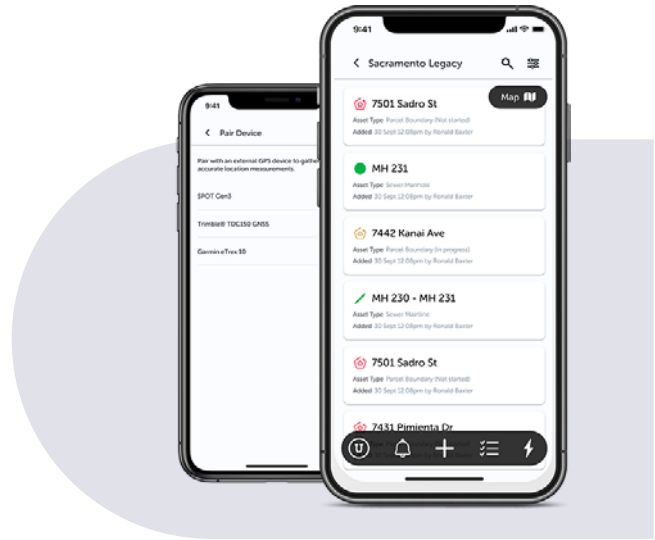 9:41
Pair Device
Pair with an external GPS device to gathe
accurate location measurements.
SPOT Gen3
Trimble® TDC150 GNSS
Garmin eTrex 10
9:41
Sacramento Legacy
Map
7501 Sadro St
Asset Type Parcel Boundary (Not started)
Added 30 Sept 12:08pm by Ronald Baxter
MH 231
Asset Type Sewer Manhole
Added 30 Sept 12:08pm by Ronald Baxter
7442 Kanai Ave
Asset Type Parcel Boundary (In progress)
Added 30 Sept 12:08pm by Ronald Baxter
MH 230 - MH 231
Asset Type Sewer Mainline
Added 30 Sept 12:08pm by Ronald Baxter
7501 Sadro St
Asset Type Parcel Boundary (Not started)
Added 30 Sept 12:08pm by Ronald Baxter
7431 Pimienta Dr